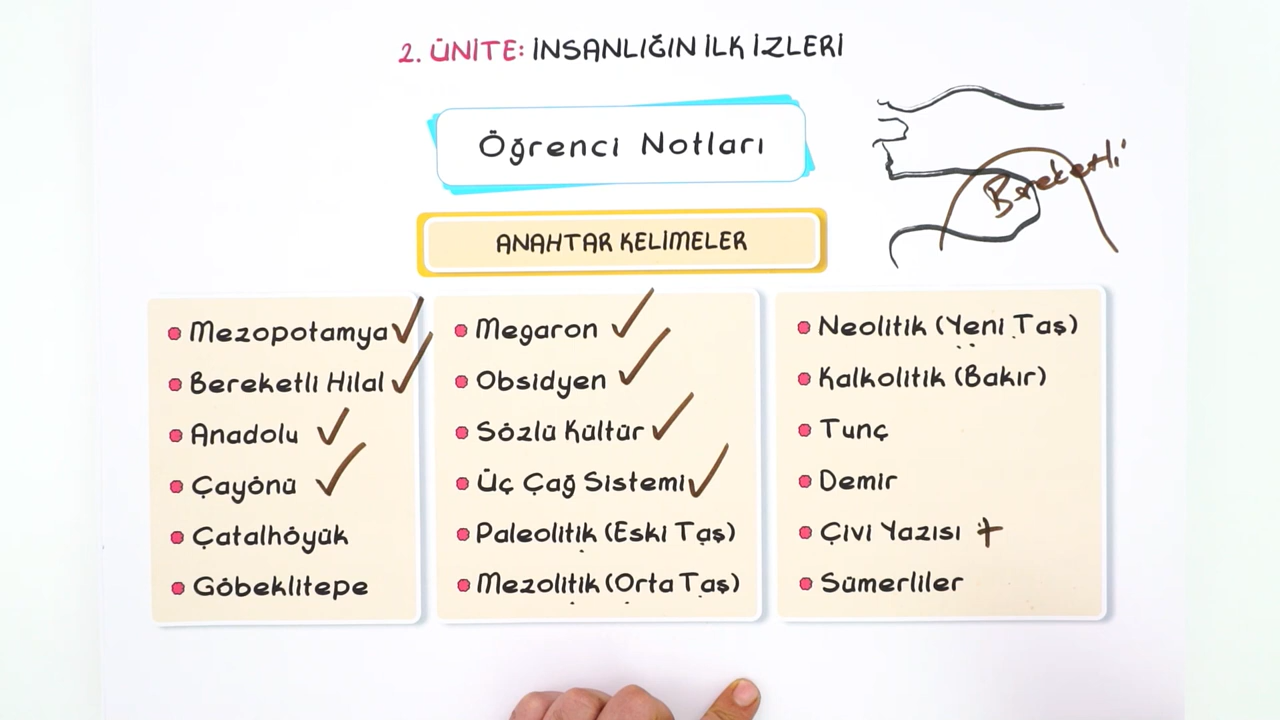 2. ÜNİTE: İNSANLIĞIN İLK İZLERİ
Öğrenci Notları
Bereketli
ANAHTAR KELİMELER
Mezopotamya
Bereketli Hilal
Anadolu
Çayönü
Çatalhöyük
Göbeklitepe
Megaron
Obsidyen
Sözlü Kültür
Üç Çağ Sistemi
Paleolitik (Eski Taş)
Mezolitik (Orta Taş)
Neolitik (Yeni Taş)
Kalkolitik (Bakır)
Tunç
Demir
Çivi Yazısı
Sümerliler